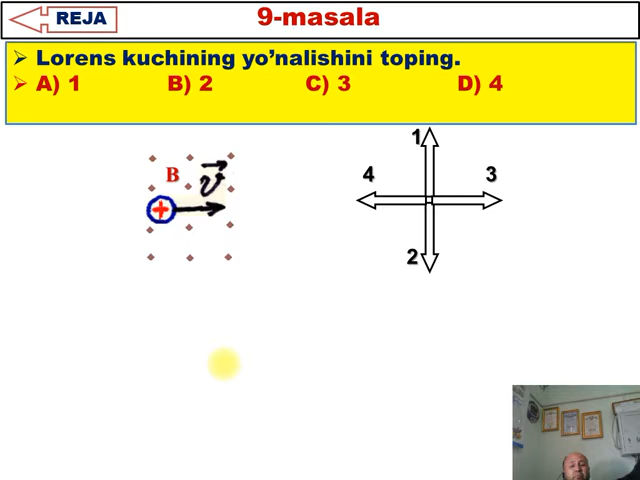 REJA
9-masala
Lorens kuchining yo’nalishini toping.
A) 1 B) 2 C) 3 D) 4
1
4 3
B v
+
2